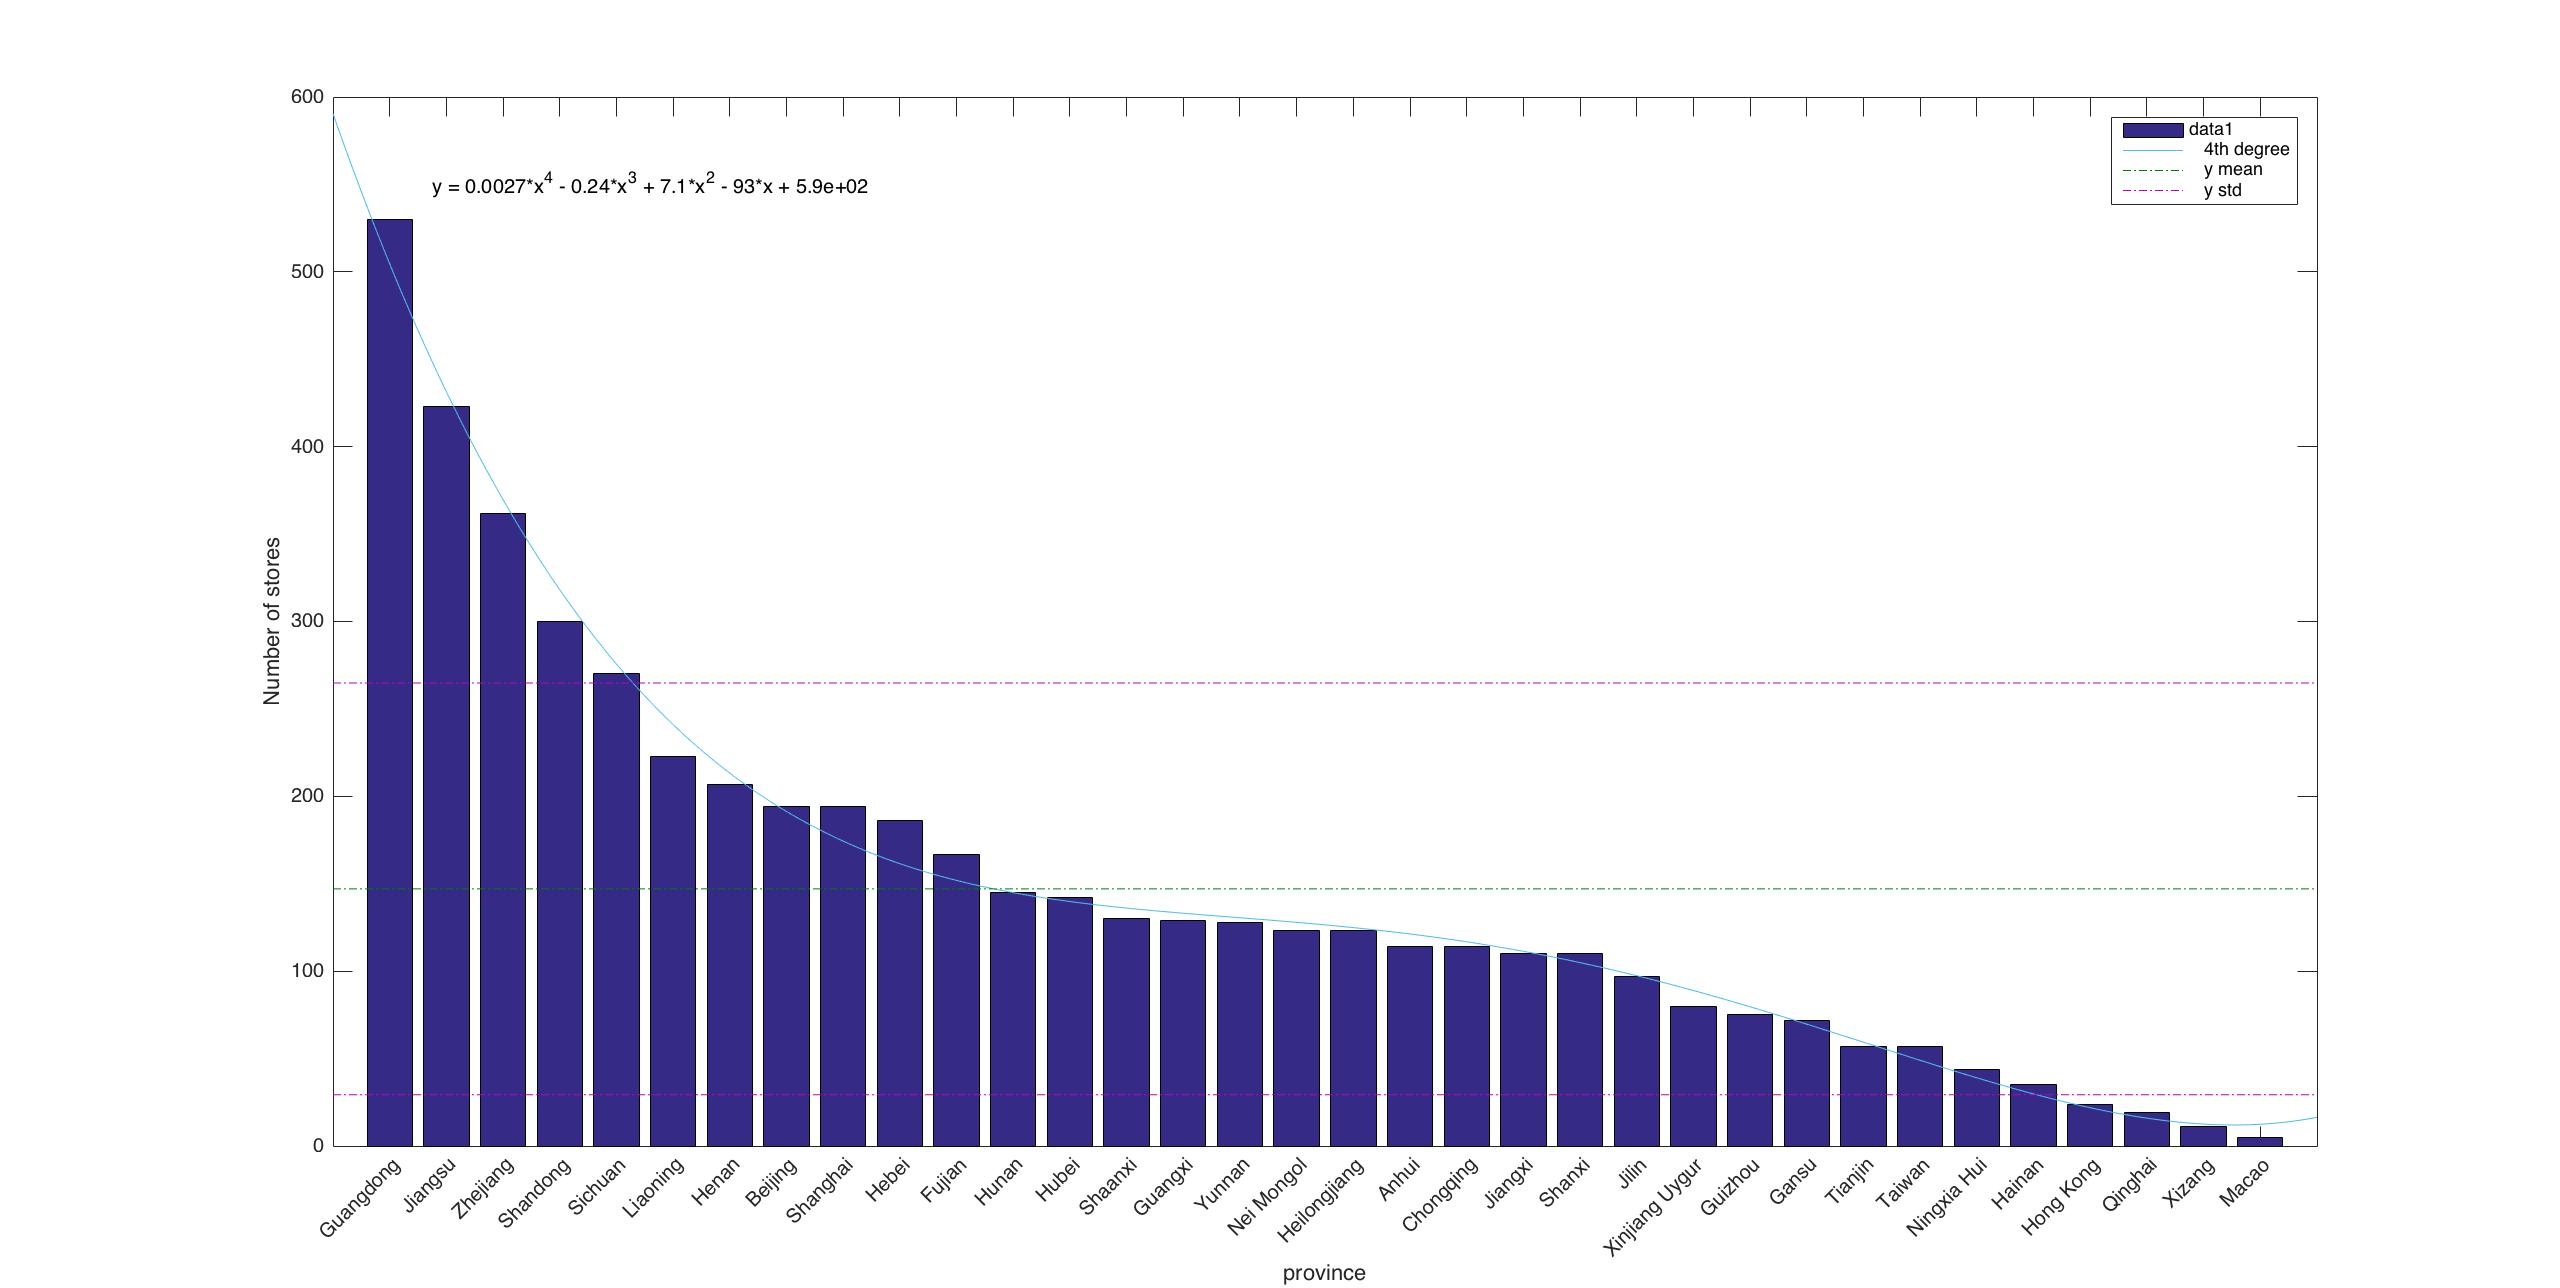 600
500
400
300
200
100
0
Number of stores
y = 0.0027*x^4 - 0.24*x^3 + 7.1*x^2 - 93*x + 5.9e+02
data1
4th degree
y mean
y std
Guangdong
Jiangsu
Zhejiang
Shandong
Sichuan
Liaoning
Henan
Beijing
Shanghai
Hebei
Fujian
Hunan
Hubei
Shaanxi
Guangxi
Yunnan
Nei Mongol
Heilongjiang
Anhui
Chongqing
Jiangxi
Shanxi
Jilin
Xinjiang Uygur
Guizhou
Gansu
Tianjin
Taiwan
Ningxia Hui
Hainan
Hong Kong
Qinghai
Xizang
Macao
province